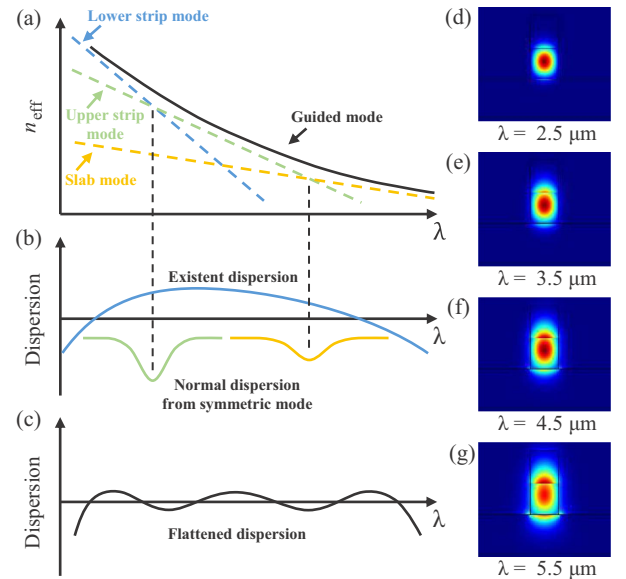 (a)
Lower strip mode
n_eff
Upper strip
mode
Guided mode
Slab mode
λ
(b)
Dispersion
Existent dispersion
λ
Normal dispersion
from symmetric mode
(c)
Dispersion
λ
Flattened dispersion
(d)
λ = 2.5 μm
(e)
λ = 3.5 μm
(f)
λ = 4.5 μm
(g)
λ = 5.5 μm